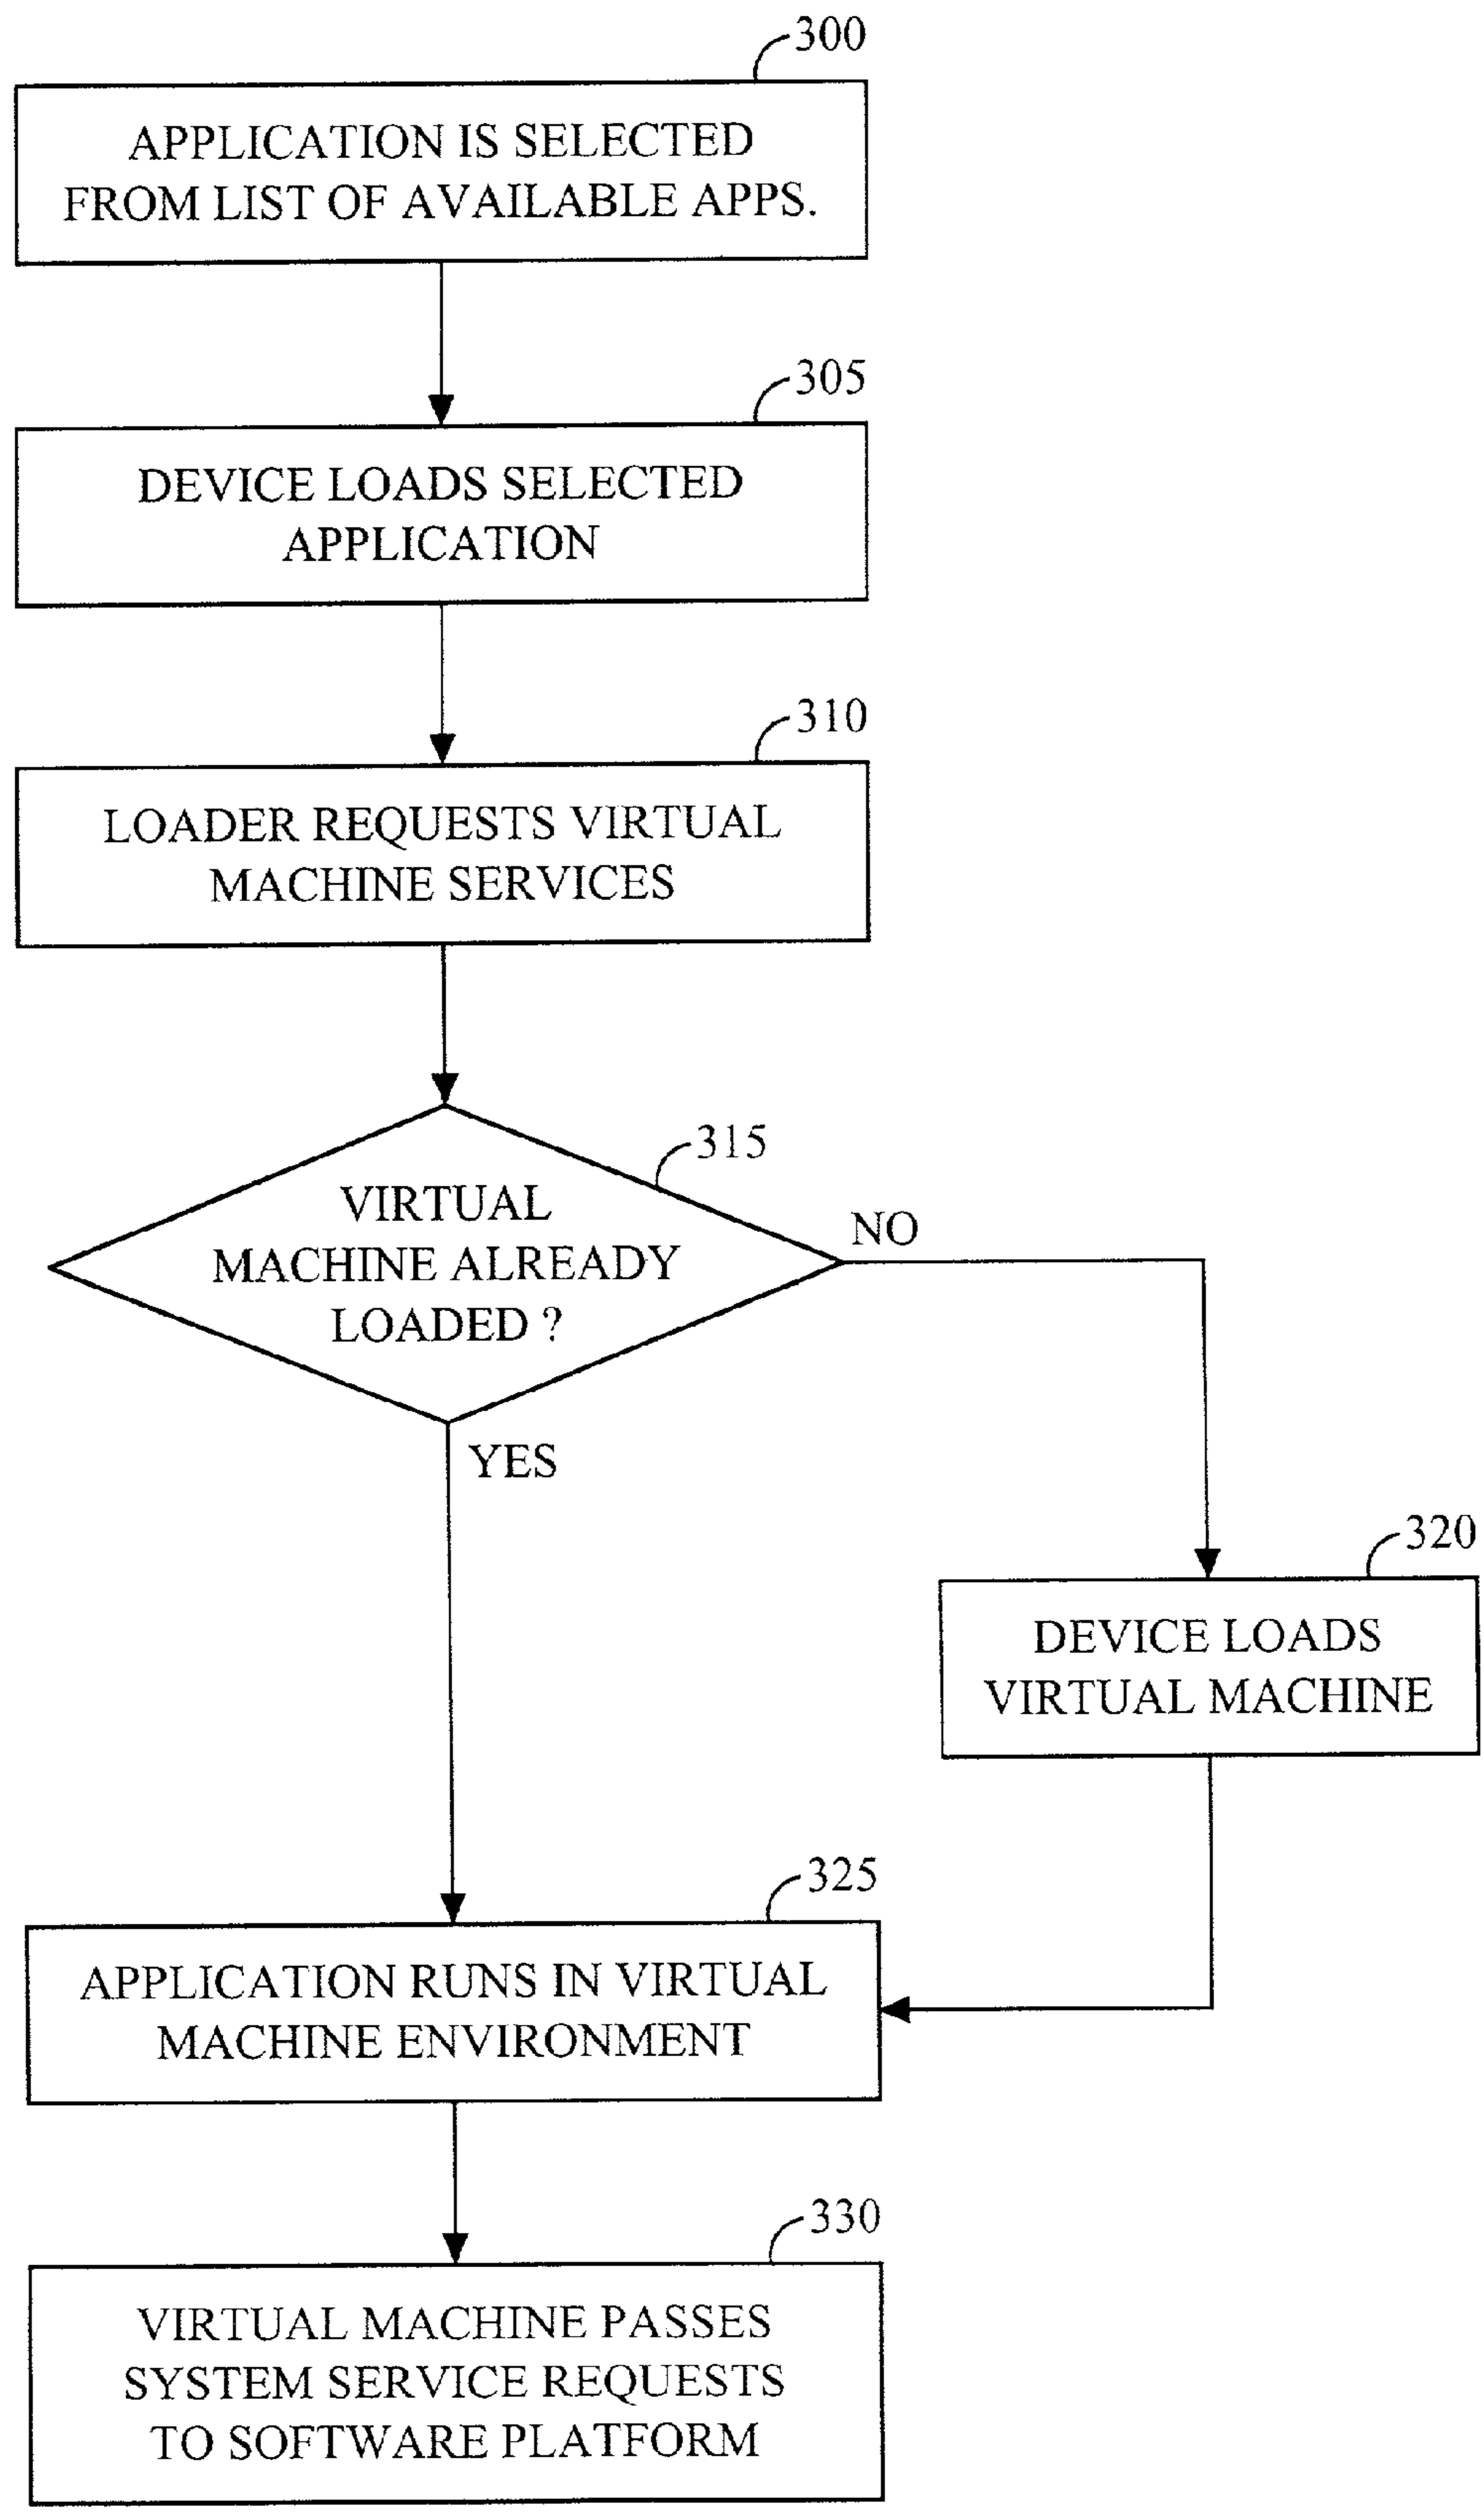 300
APPLICATION IS SELECTED
FROM LIST OF AVAILABLE APPS.
305
DEVICE LOADS SELECTED
APPLICATION
310
LOADER REQUESTS VIRTUAL
MACHINE SERVICES
315
VIRTUAL
MACHINE ALREADY
LOADED ?
NO
YES
320
DEVICE LOADS
VIRTUAL MACHINE
325
APPLICATION RUNS IN VIRTUAL
MACHINE ENVIRONMENT
330
VIRTUAL MACHINE PASSES
SYSTEM SERVICE REQUESTS
TO SOFTWARE PLATFORM